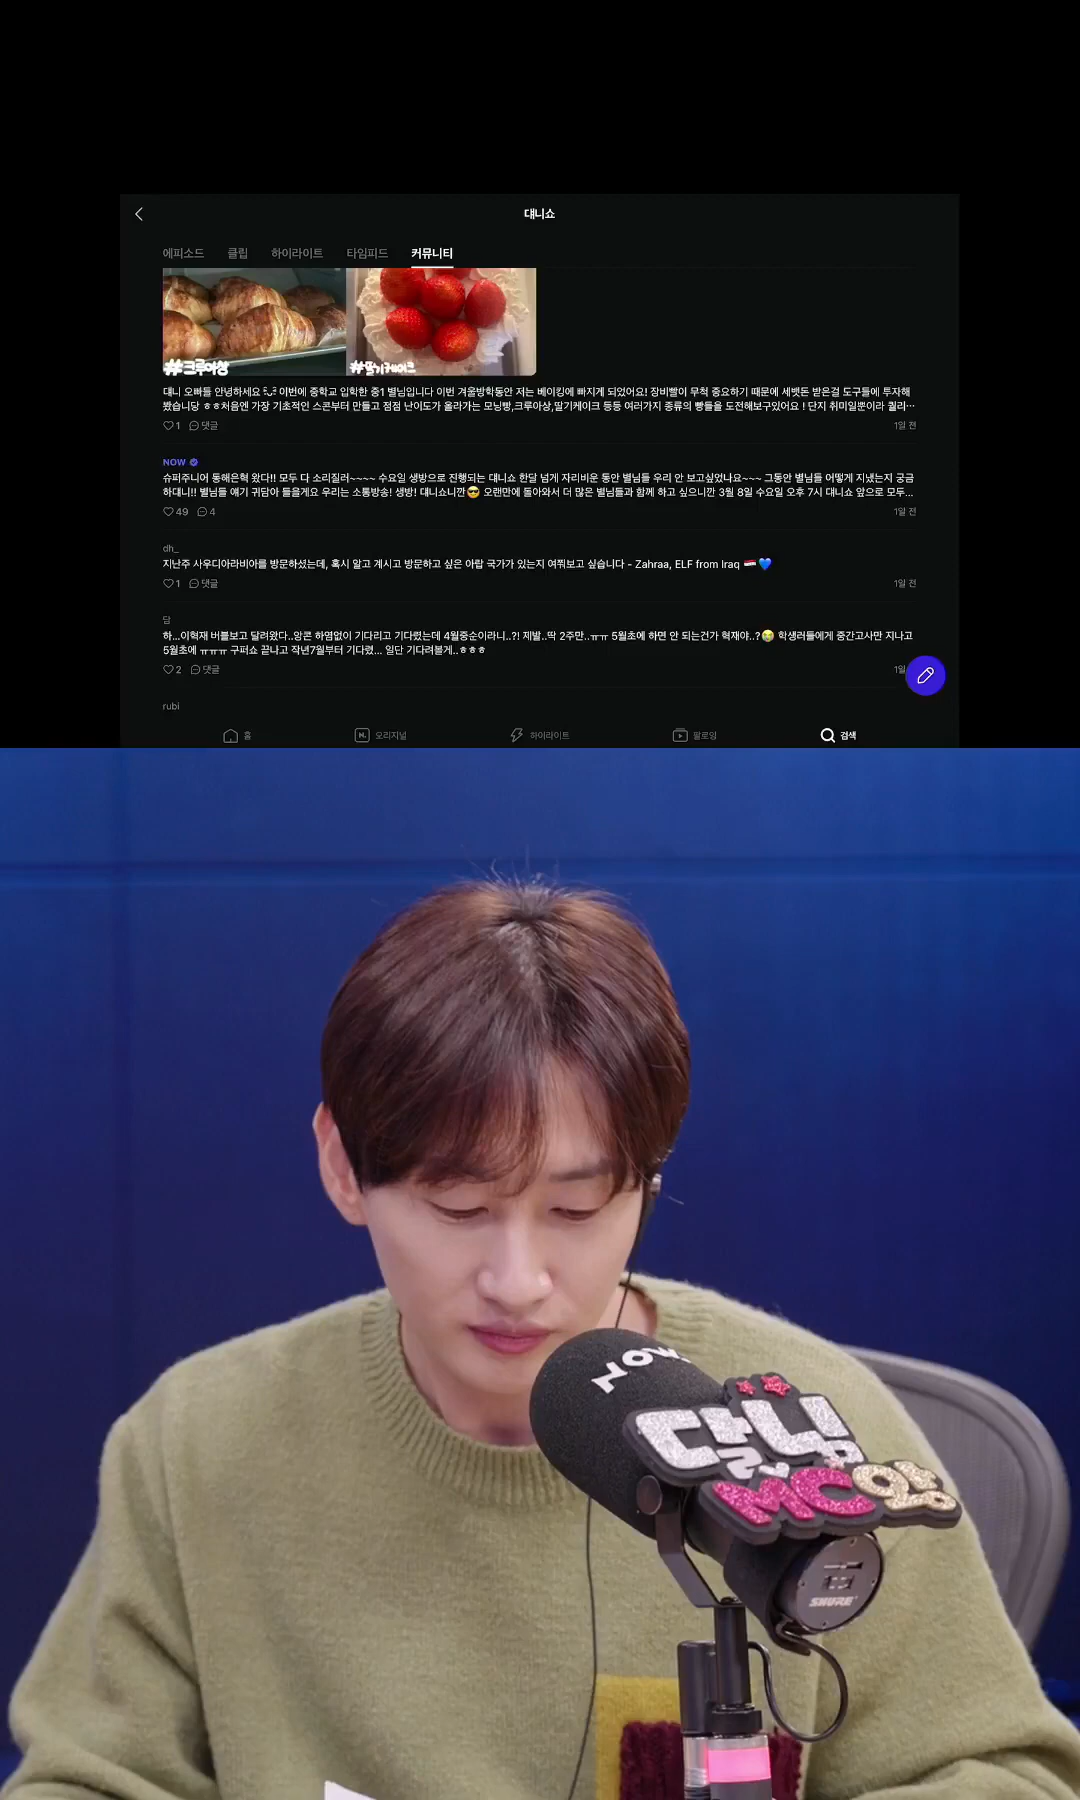 대니쇼
에피소드 클립 하이라이트 타임피드 커뮤니티
#크루아상 #딸기케이크
대니 오빠들 안녕하세요 이번에 중학교 입학한 중1 별님입니다 이번 겨울방학동안 저는 베이킹에 빠지게 되었어요! 장비빨이 무척 중요하기 때문에 세뱃돈 받은걸 도구들에 투자해
봤습니당 ㅎㅎ처음엔 가장 기초적인 스콘부터 만들고 점점 난이도가 올라가는 모닝빵,크루아상,딸기케이크 등등 여러가지 종류의 빵들을 도전해보구있어요 ! 단지 취미일뿐이라 퀄리…
1 댓글 1일 전
NOW
슈퍼주니어 동해은혁 왔다!! 모두 다 소리질러~~~~ 수요일 생방으로 진행되는 대니쇼 한달 넘게 자리비운 동안 별님들 우리 안 보고싶었나요~~~ 그동안 별님들 어떻게 지냈는지 궁금
하대니!! 별님들 얘기 귀담아 들을게요 우리는 소통방송! 생방! 대니쇼니깐😎 오랜만에 돌아와서 더 많은 별님들과 함께 하고 싶으니깐 3월 8일 수요일 오후 7시 대니쇼 앞으로 모두...
49 4 1일 전
dh_
지난주 사우디아라비아를 방문하셨는데, 혹시 알고 계시고 방문하고 싶은 아랍 국가가 있는지 여쭤보고 싶습니다 - Zahraa, ELF from Iraq 🇮🇶💙
1 댓글 1일 전
담
하...이혁재 버블보고 달려왔다..앙콘 하염없이 기다리고 기다렸는데 4월중순이라니..?! 제발..딱 2주만..ㅠㅠ 5월초에 하면 안 되는건가 혁재야..?😭 학생러들에게 중간고사만 지나고
5월초에 ㅠㅠㅠ 구퍼쇼 끝나고 작년7월부터 기다렸... 일단 기다려볼게..ㅎㅎㅎ
2 댓글 1일
rubi
홈 오리지널 하이라이트 팔로잉 검색
NOW.
MC
SHURE